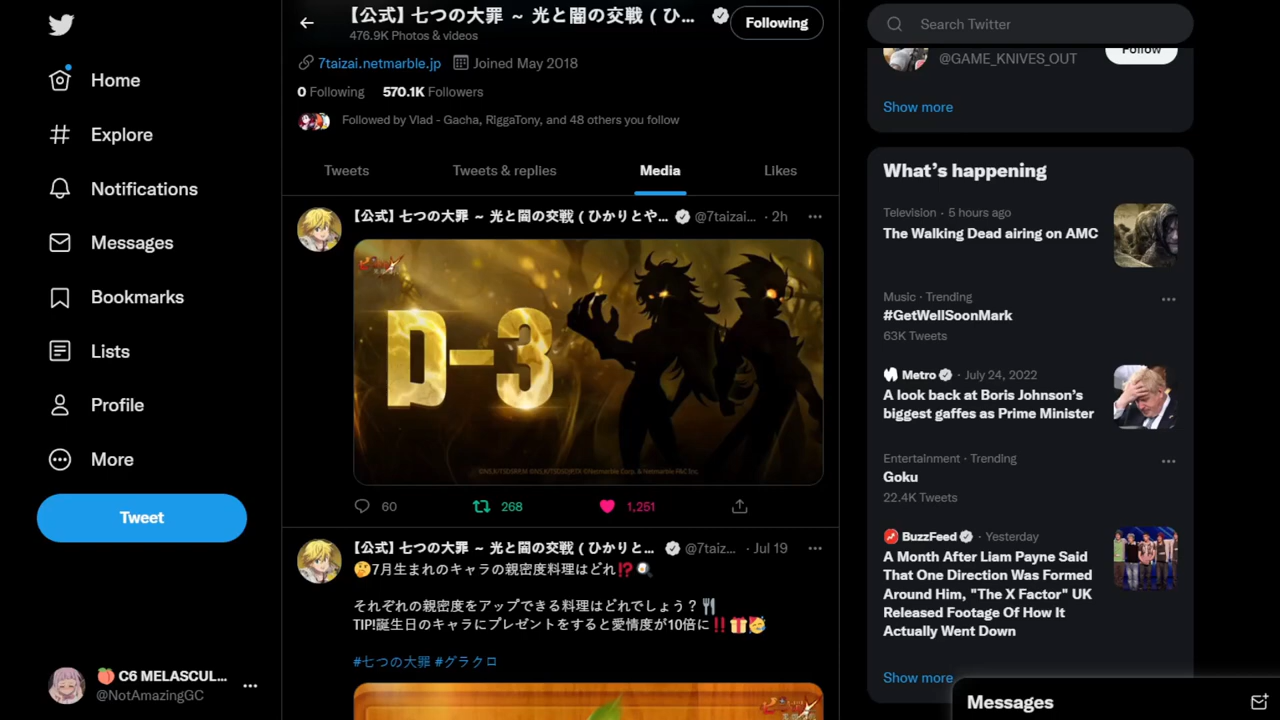 【公式】七つの大罪 ~ 光と闇の交戦 ( ひ...
476.9K Photos & videos
Following
Search Twitter
7taizai.netmarble.jp
Joined May 2018
0 Following
570.1K Followers
Followed by Vlad - Gacha, RiggaTony, and 48 others you follow
Tweets
Tweets & replies
Media
Likes
Home
Explore
Notifications
Messages
Bookmarks
Lists
Profile
More
Tweet
🍑 C6 MELASCUL...
@NotAmazingGC
【公式】七つの大罪 ~ 光と闇の交戦 ( ひかりとや... @7taizai... · 2h
D-3
60
268
1,251
【公式】七つの大罪 ~ 光と闇の交戦 ( ひかりと... @7taiz... · Jul 19
🤔7月生まれのキャラの親密度料理はどれ⁉️🍳
それぞれの親密度をアップできる料理はどれでしょう？🍴
TIP!誕生日のキャラにプレゼントをすると愛情度が10倍に‼️🎁🥳
#七つの大罪 #グラクロ
@GAME_KNIVES_OUT
Follow
Show more
What's happening
Television · 5 hours ago
The Walking Dead airing on AMC
Music · Trending
#GetWellSoonMark
63K Tweets
Metro · July 24, 2022
A look back at Boris Johnson's
biggest gaffes as Prime Minister
Entertainment · Trending
Goku
22.4K Tweets
BuzzFeed · Yesterday
A Month After Liam Payne Said
That One Direction Was Formed
Around Him, "The X Factor" UK
Released Footage Of How It
Actually Went Down
Show more
Messages